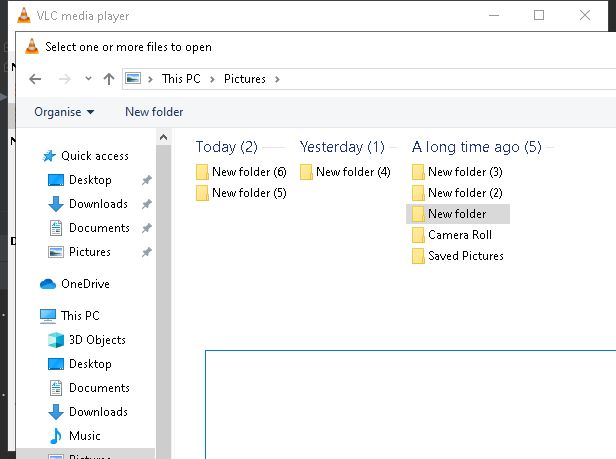 VLC media player
Select one or more files to open
This PC > Pictures >
Organise New folder
Today (2) Yesterday (1) A long time ago (5)
New folder (6) New folder (4) New folder (3)
New folder (5) New folder (2)
New folder
Camera Roll
Saved Pictures
Quick access
Desktop
Downloads
Documents
Pictures
OneDrive
This PC
3D Objects
Desktop
Documents
Downloads
Music
Pictures